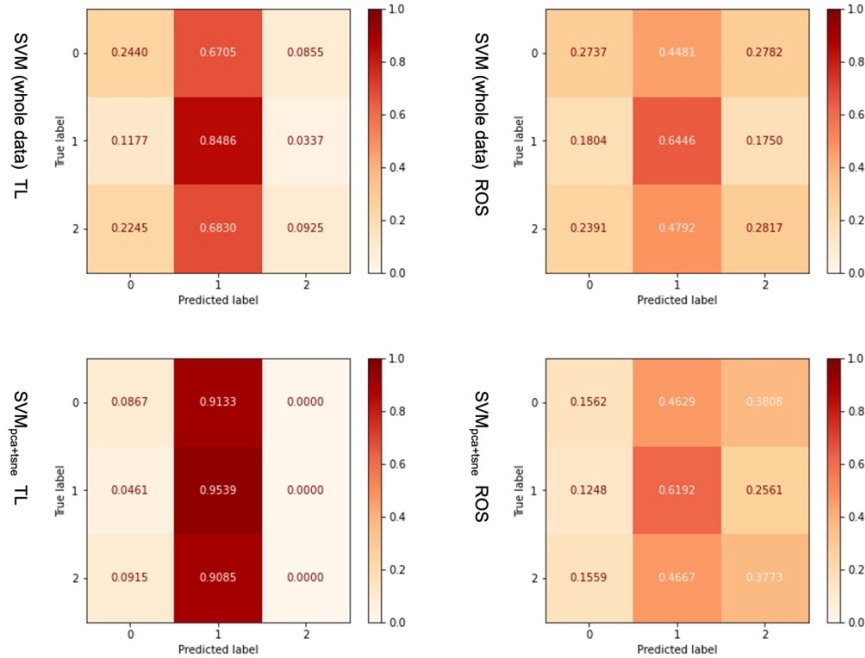 SVM (whole data) TL
True label
0
1
2
0.2440 0.6705 0.0855
0.1177 0.8486 0.0337
0.2245 0.6830 0.0925
0 1 2
Predicted label
1.0
0.8
0.6
0.4
0.2
0.0
SVM (whole data) ROS
True label
0
1
2
0.2737 0.4481 0.2782
0.1804 0.6446 0.1750
0.2391 0.4792 0.2817
0 1 2
Predicted label
1.0
0.8
0.6
0.4
0.2
0.0
SVMpca+tsne TL
True label
0
1
2
0.0867 0.9133 0.0000
0.0461 0.9539 0.0000
0.0915 0.9085 0.0000
0 1 2
Predicted label
1.0
0.8
0.6
0.4
0.2
0.0
SVMpca+tsne ROS
True label
0
1
2
0.1562 0.4629 0.3808
0.1248 0.6192 0.2561
0.1559 0.4667 0.3773
0 1 2
Predicted label
1.0
0.8
0.6
0.4
0.2
0.0